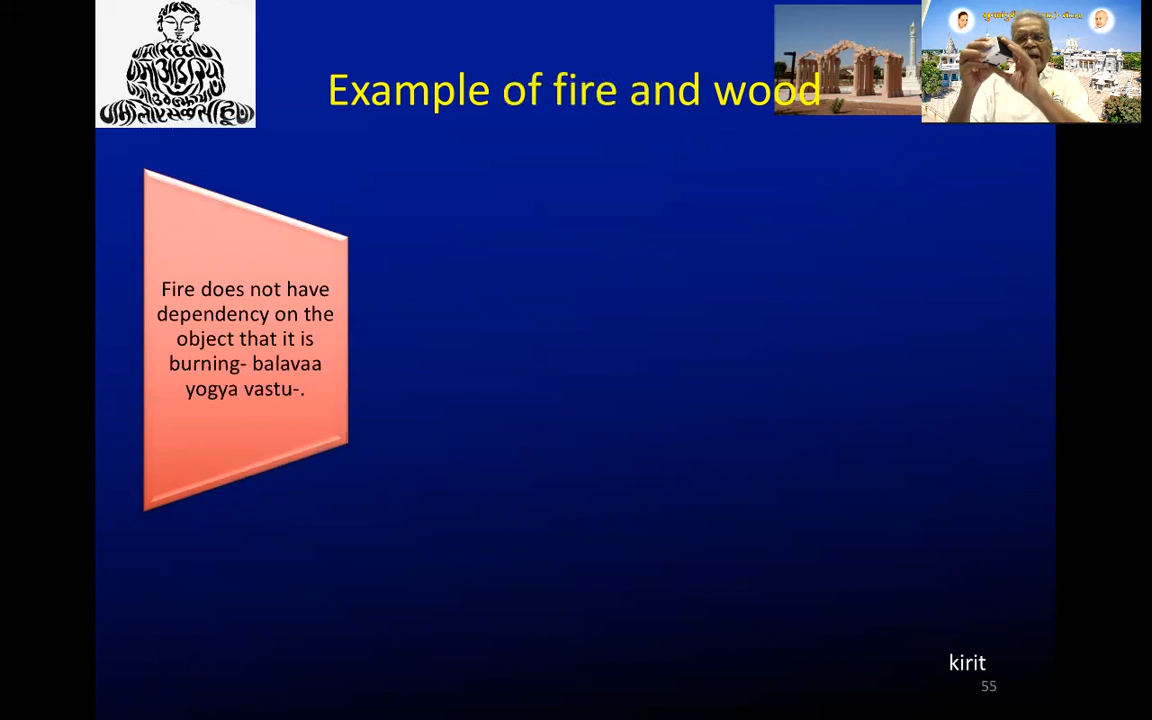 Example of fire and wood
Fire does not have
dependency on the
object that it is
burning- balavaa
yogya vastu-.
kirit
55